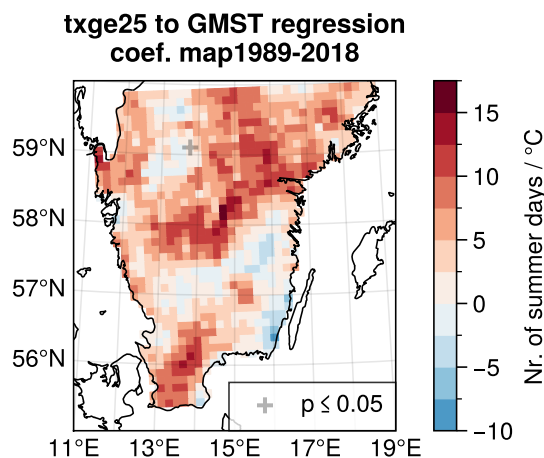 txge25 to GMST regression
coef. map1989-2018
59°N
58°N
57°N
56°N
11°E 13°E 15°E 17°E 19°E
p ≤ 0.05
15
10
5
0
−5
−10
Nr. of summer days / °C